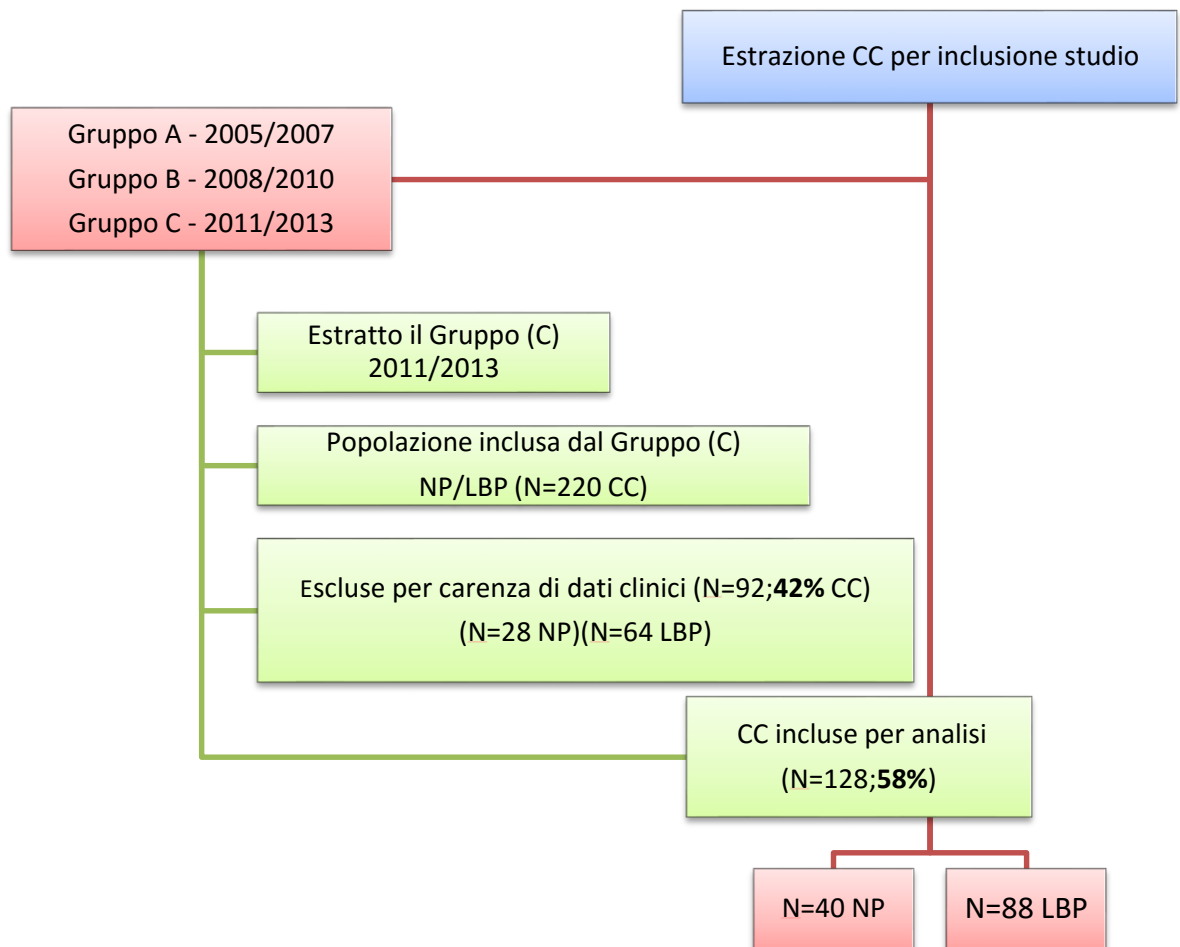 Estrazione CC per inclusione studio
Gruppo A - 2005/2007
Gruppo B - 2008/2010
Gruppo C - 2011/2013
Estratto il Gruppo (C)
2011/2013
Popolazione inclusa dal Gruppo (C)
NP/LBP (N=220 CC)
Escluse per carenza di dati clinici (N=92;42% CC)
(N=28 NP)(N=64 LBP)
CC incluse per analisi
(N=128;58%)
N=40 NP
N=88 LBP